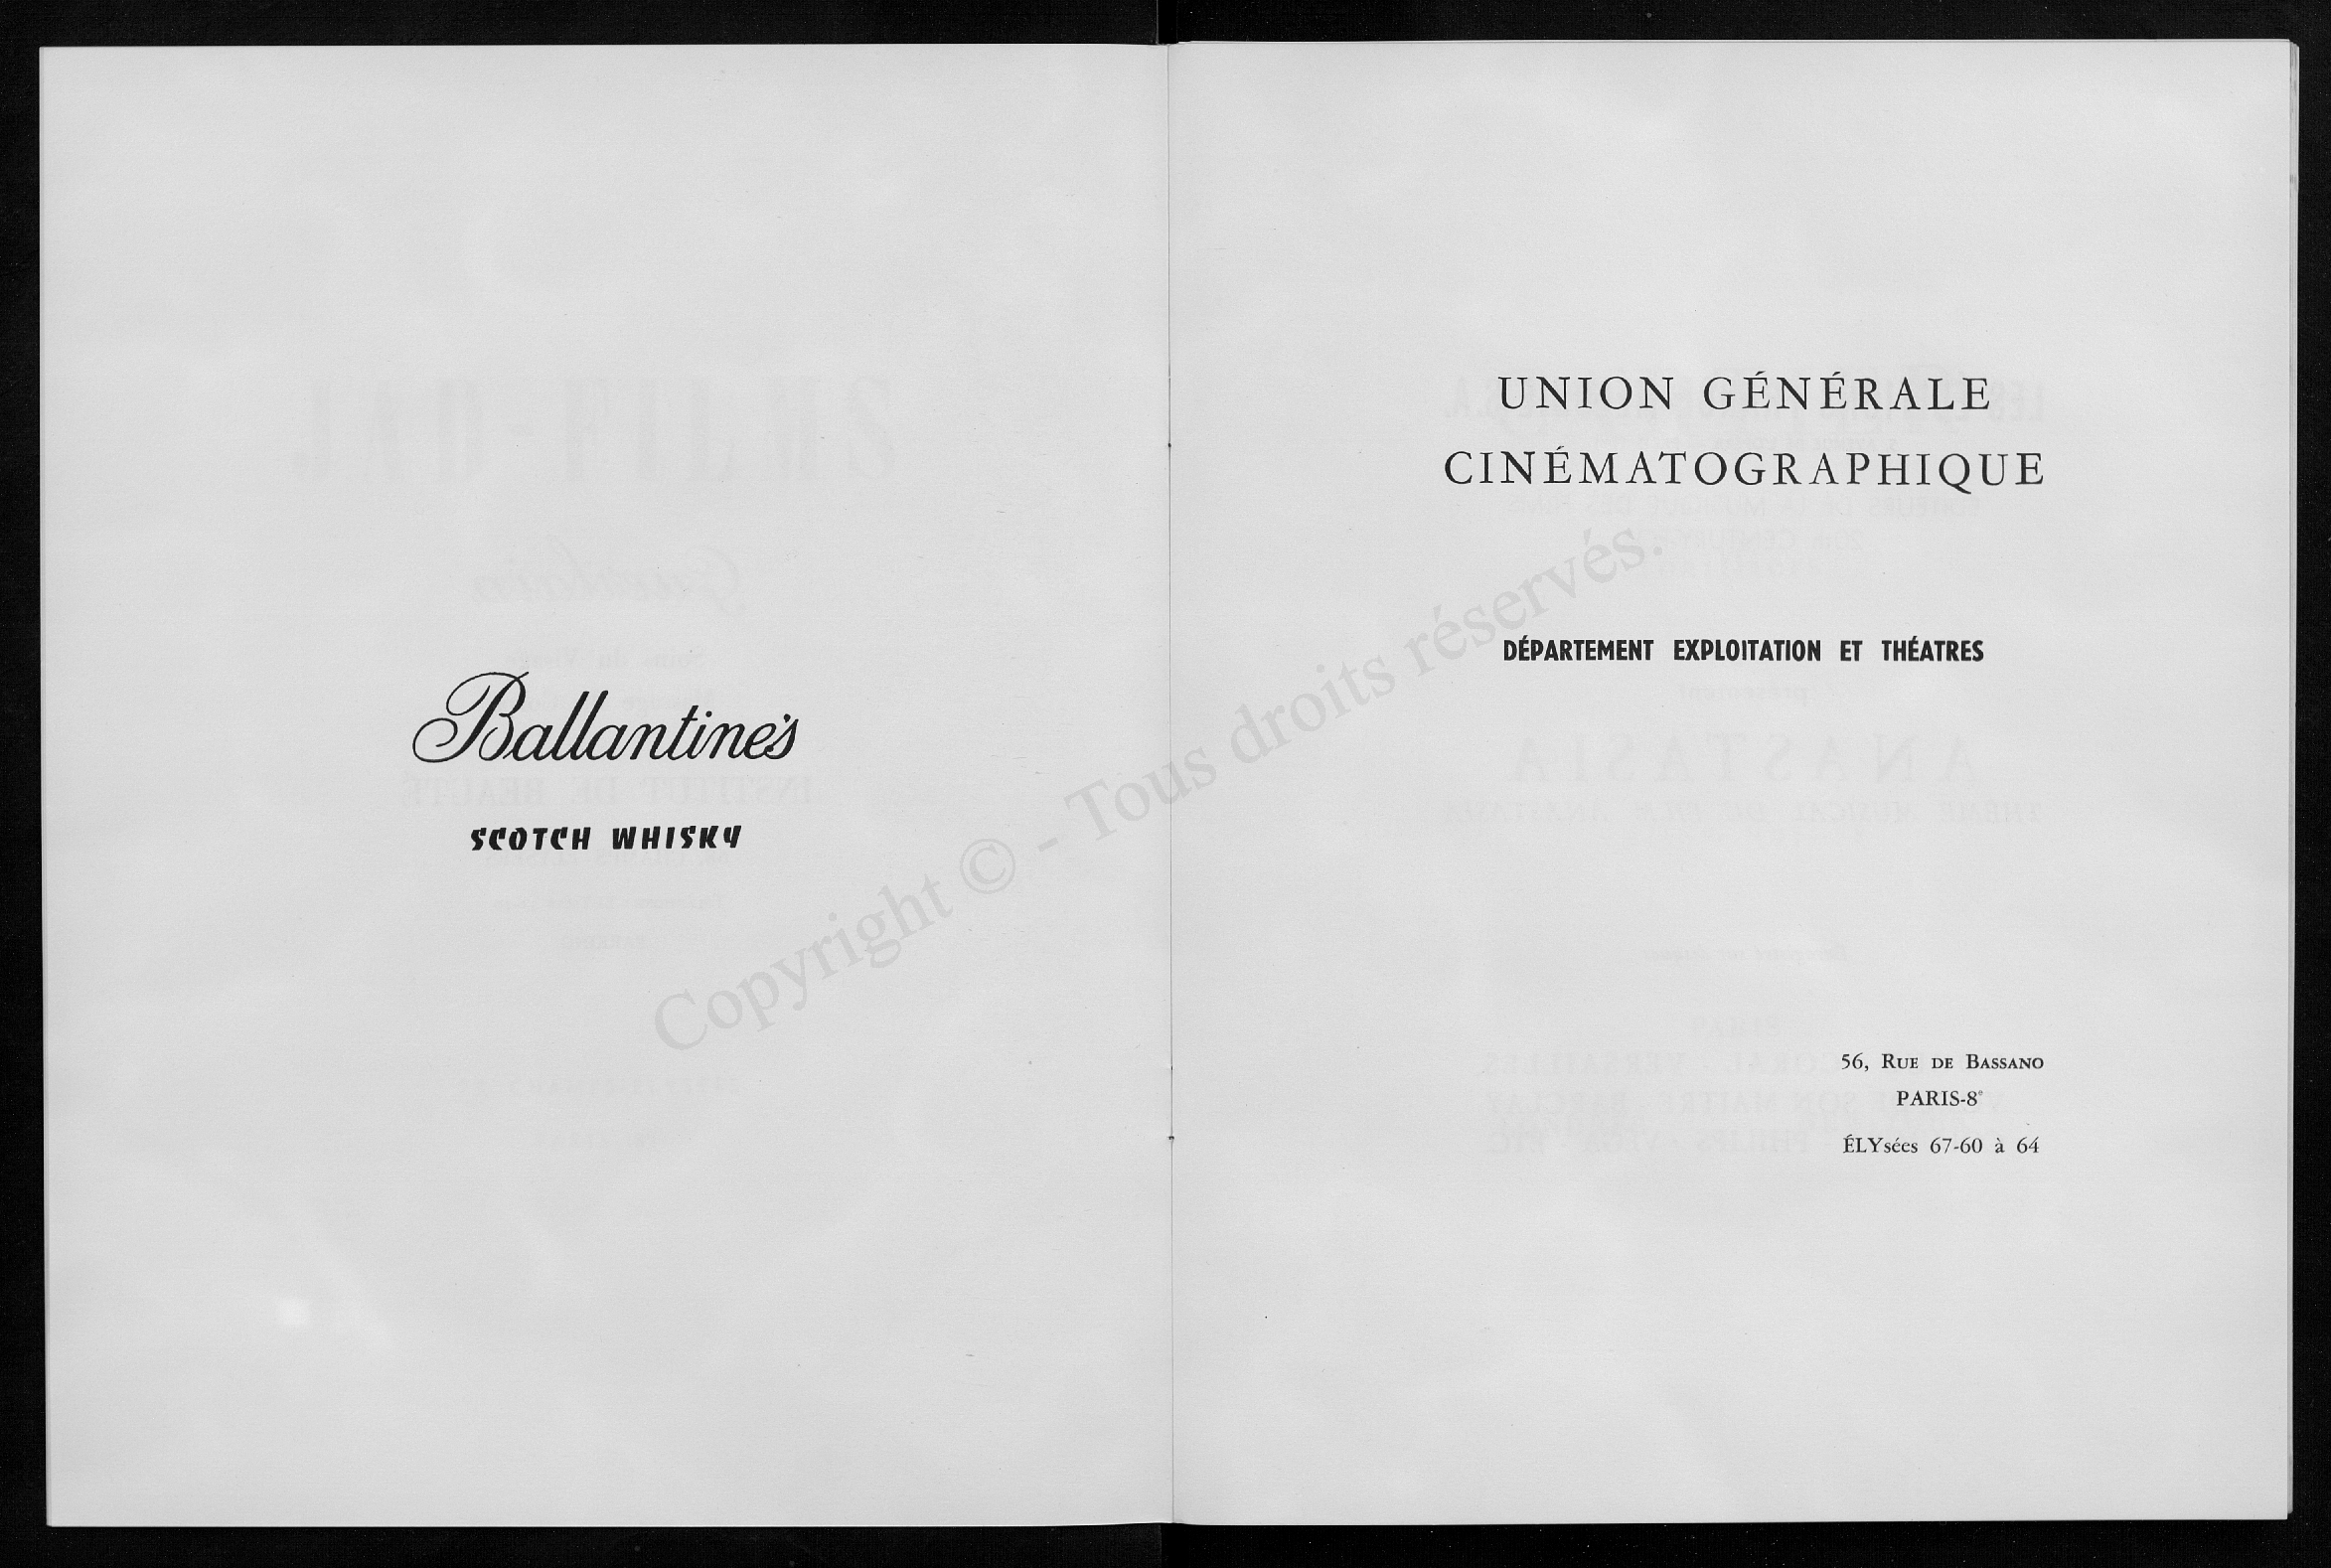 Ballantine's
SCOTCH WHISKY
UNION GÉNÉRALE
CINÉMATOGRAPHIQUE
DÉPARTEMENT EXPLOITATION ET THÉATRES
56, RUE DE BASSANO
PARIS-8e
ÉLYsées 67-60 à 64
Copyright © - Tous droits réservés.